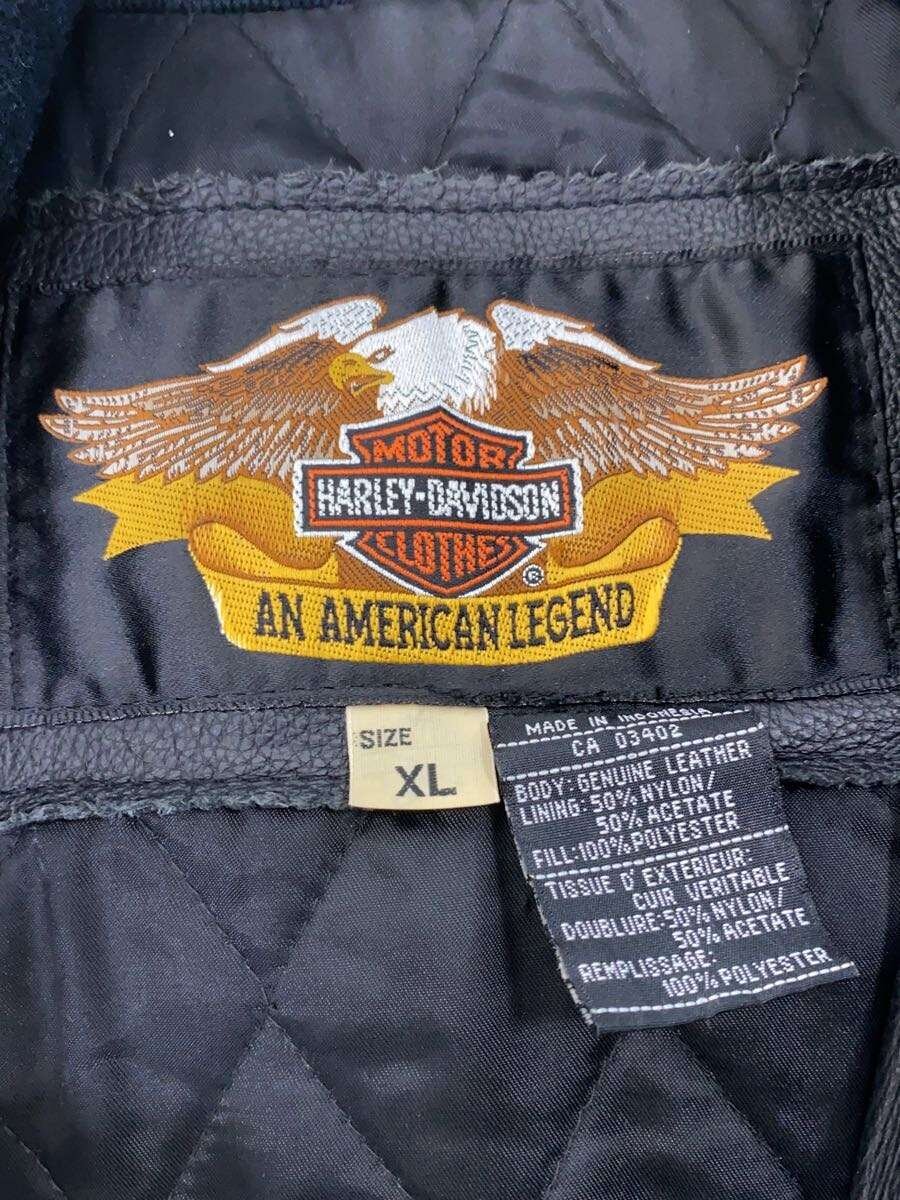 MOTOR
HARLEY-DAVIDSON
CLOTHES
®
AN AMERICAN LEGEND
SIZE
XL
MADE IN INDONESIA
CA 03402
BODY:GENUINE LEATHER
LINING:50%NYLON/
50%ACETATE
FILL:100%POLYESTER
TISSUE D'EXTERIEUR:
CUIR VERITABLE
DOUBLURE:50%NYLON/
50%ACETATE
REMPLISSAGE:
100%POLYESTER